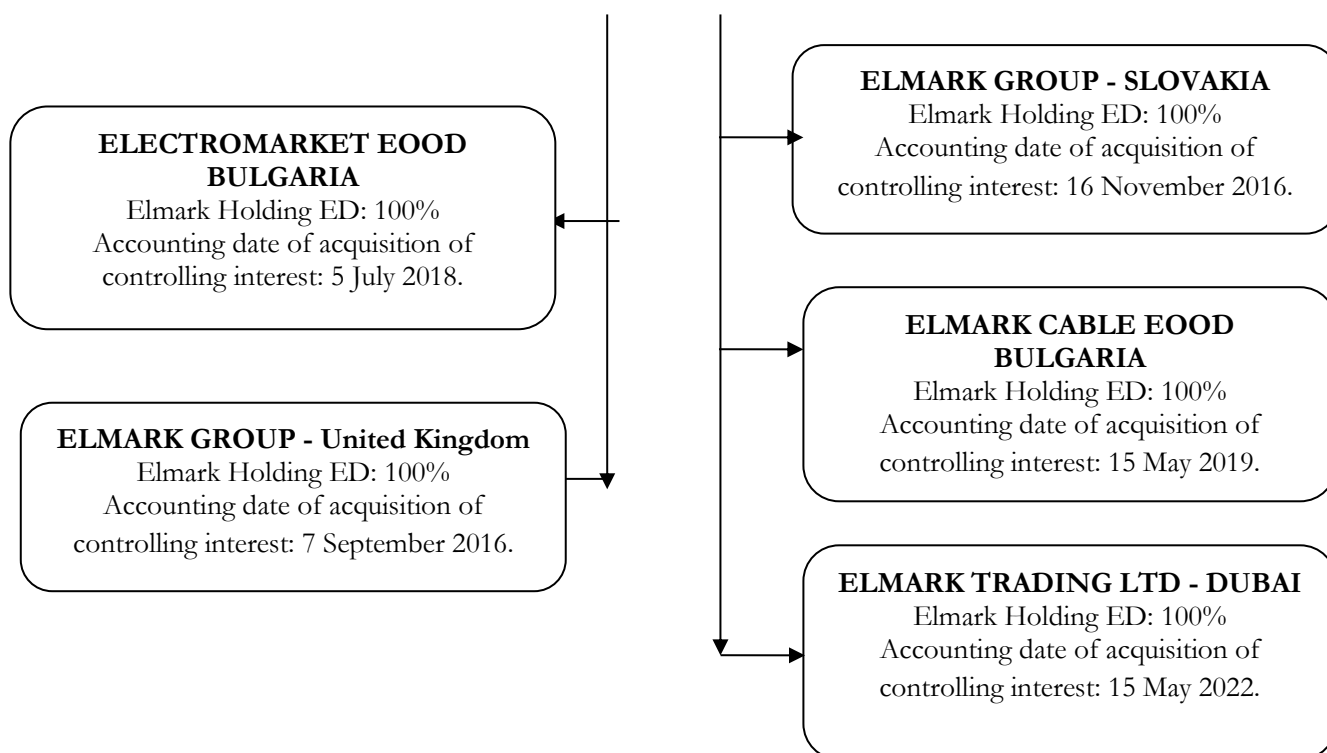 ELECTROMARKET EOOD
BULGARIA
Elmark Holding ED: 100%
Accounting date of acquisition of
controlling interest: 5 July 2018.
ELMARK GROUP - United Kingdom
Elmark Holding ED: 100%
Accounting date of acquisition of
controlling interest: 7 September 2016.
ELMARK GROUP - SLOVAKIA
Elmark Holding ED: 100%
Accounting date of acquisition of
controlling interest: 16 November 2016.
ELMARK CABLE EOOD
BULGARIA
Elmark Holding ED: 100%
Accounting date of acquisition of
controlling interest: 15 May 2019.
ELMARK TRADING LTD - DUBAI
Elmark Holding ED: 100%
Accounting date of acquisition of
controlling interest: 15 May 2022.